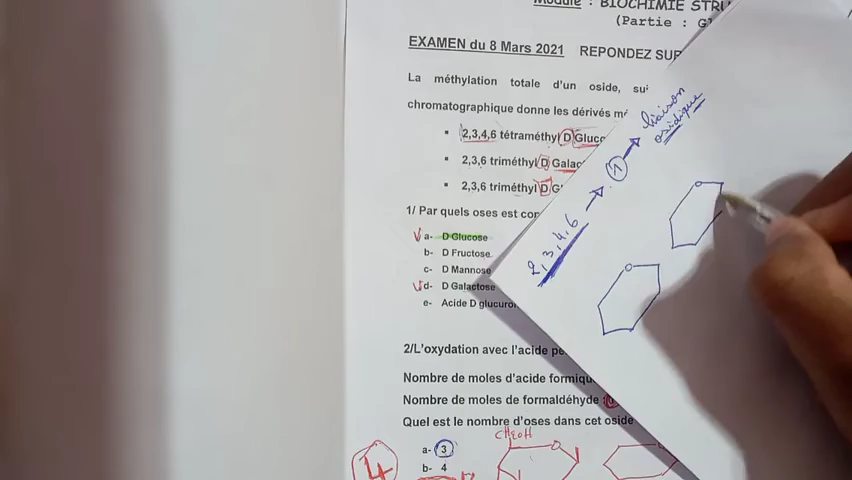 Module : BIOCHIMIE STRU
(Partie : G
EXAMEN du 8 Mars 2021 REPONDEZ SUR
La méthylation totale d'un oside, sui
chromatographique donne les dérivés m
2,3,4,6 tétraméthyl D Gluco
2,3,6 triméthyl D Galac
2,3,6 triméthyl D G
1/ Par quels oses est con
a- D Glucose
b- D Fructose
c- D Mannose
d- D Galactose
e- Acide D glucuro
2/L'oxydation avec l'acide pe
Nombre de moles d'acide formiqu
Nombre de moles de formaldéhyde :
Quel est le nombre d'oses dans cet oside
a- 3
b- 4
4
CH2OH
O
2,3,4,6 → 1 → liaison
osidique
O
O